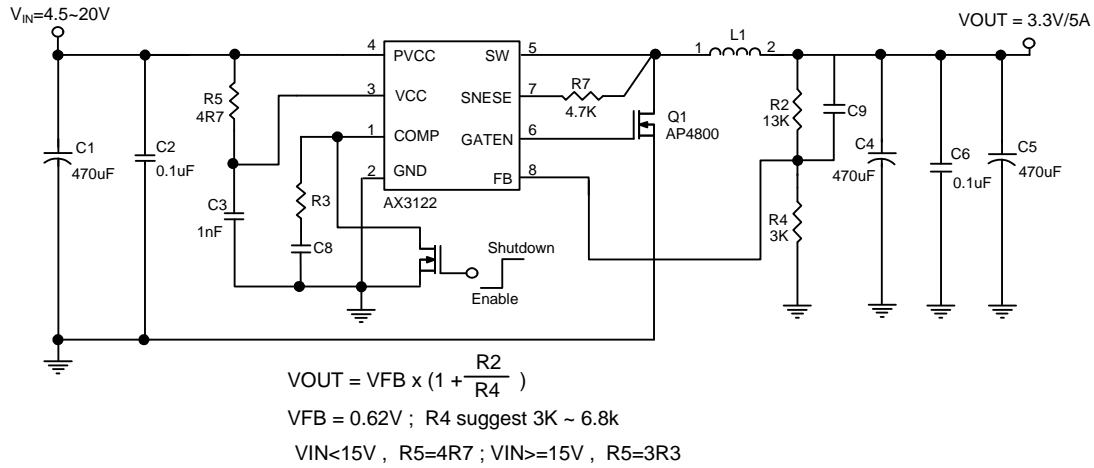 VIN=4.5~20V
VOUT = 3.3V/5A
L1
1 2
4 PVCC SW 5
R5
4R7
3 VCC SNESE 7
R7
4.7K
Q1
AP4800
R2
13K
C9
1 COMP GATEN 6
C1
470uF
C2
0.1uF
2 GND FB 8
AX3122
C4
470uF
C6
0.1uF
C5
470uF
R3
C3
1nF
R4
3K
C8
Shutdown
Enable
VOUT = VFB x (1 + R2/R4 )
VFB = 0.62V ; R4 suggest 3K ~ 6.8k
VIN<15V , R5=4R7 ; VIN>=15V , R5=3R3